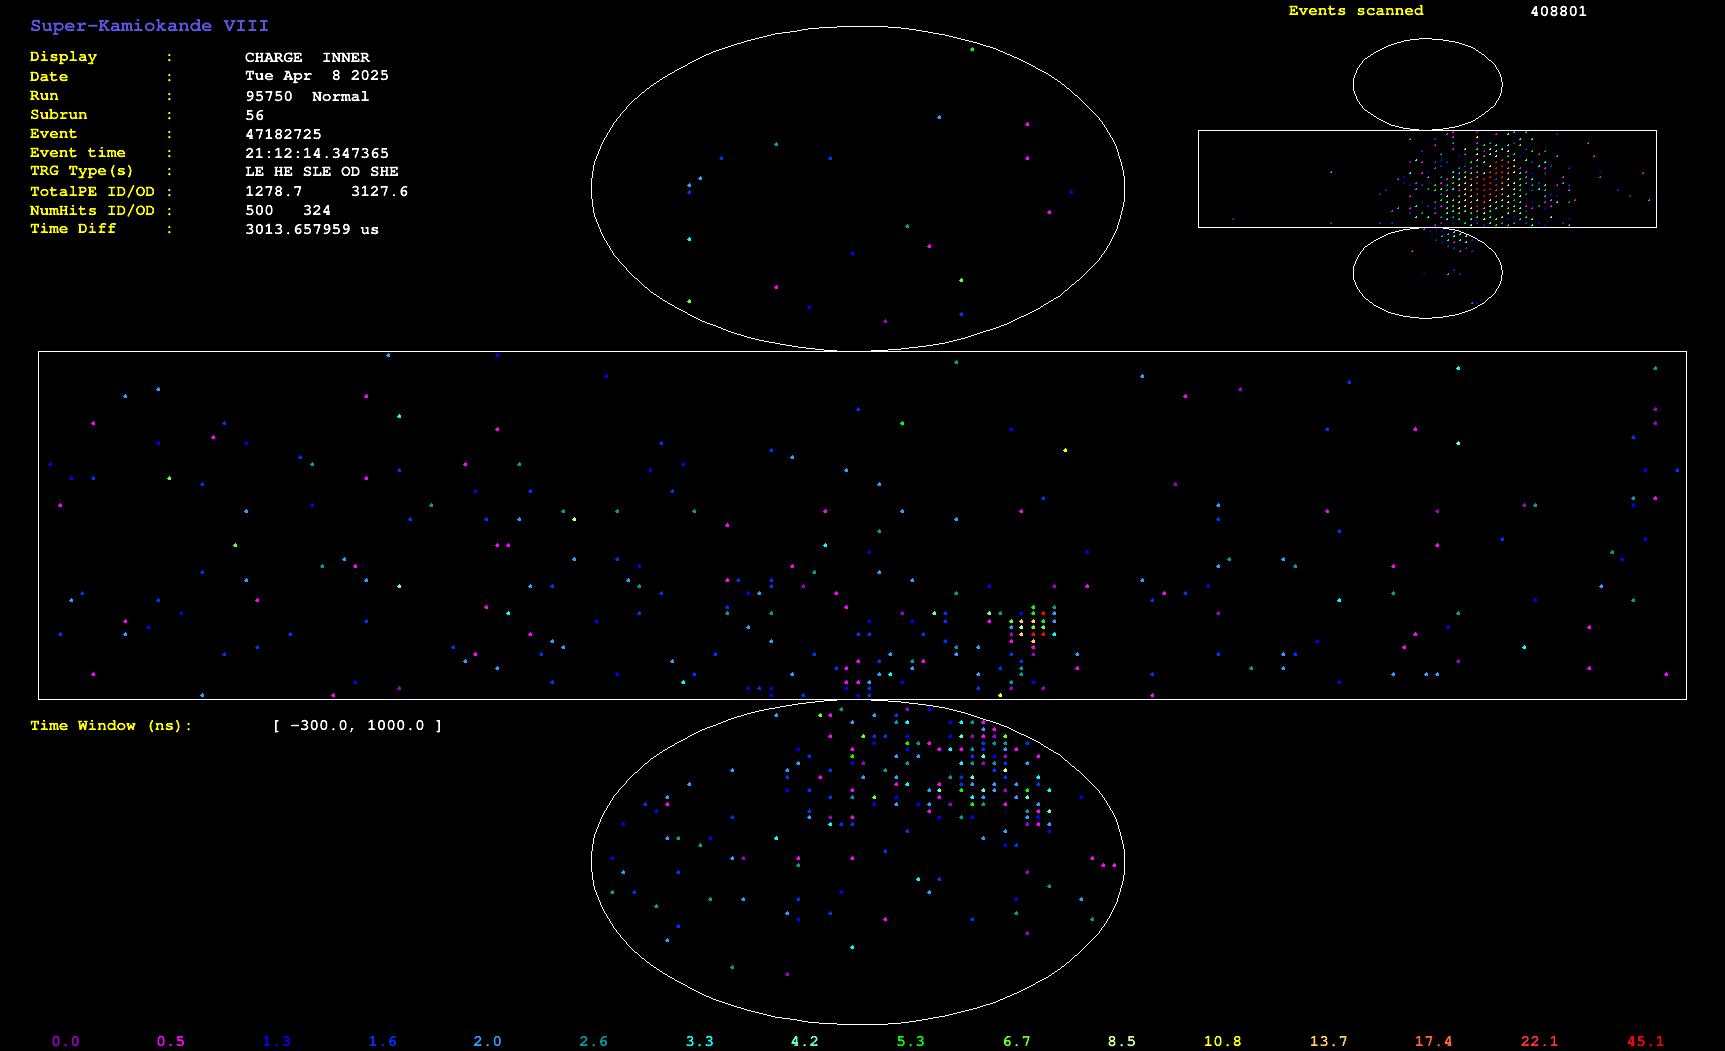 Super-Kamiokande VIII
Events scanned 408801
Display : CHARGE INNER
Date : Tue Apr 8 2025
Run : 95750 Normal
Subrun : 56
Event : 47182725
Event time : 21:12:14.347365
TRG Type(s) : LE HE SLE OD SHE
TotalPE ID/OD : 1278.7 3127.6
NumHits ID/OD : 500 324
Time Diff : 3013.657959 us
Time Window (ns): [ -300.0, 1000.0 ]
0.0 0.5 1.3 1.6 2.0 2.6 3.3 4.2 5.3 6.7 8.5 10.8 13.7 17.4 22.1 45.1